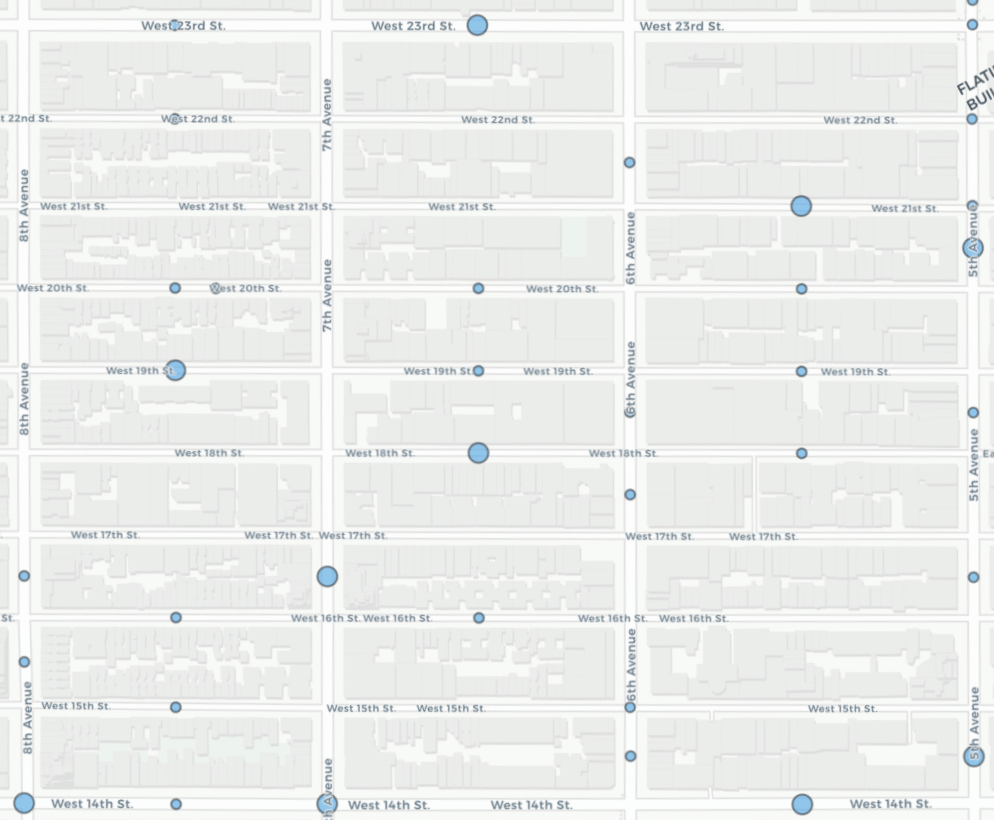 West 23rd St. West 23rd St. West 23rd St.
FLATI
BUIL
7th Avenue
t 22nd St. West 22nd St. West 22nd St. West 22nd St.
8th Avenue
West 21st St. West 21st St. West 21st St. West 21st St. West 21st St.
6th Avenue
5th Avenue
7th Avenue
West 20th St. West 20th St. West 20th St.
8th Avenue
6th Avenue
West 19th St. West 19th St. West 19th St. West 19th St.
West 18th St. West 18th St. West 18th St. Ea
5th Avenue
West 17th St. West 17th St. West 17th St. West 17th St. West 17th St.
St. West 16th St. West 16th St. West 16th St. West 16th St.
6th Avenue
8th Avenue
5th Avenue
West 15th St. West 15th St. West 15th St. West 15th St.
h Avenue
West 14th St. West 14th St. West 14th St. West 14th St.